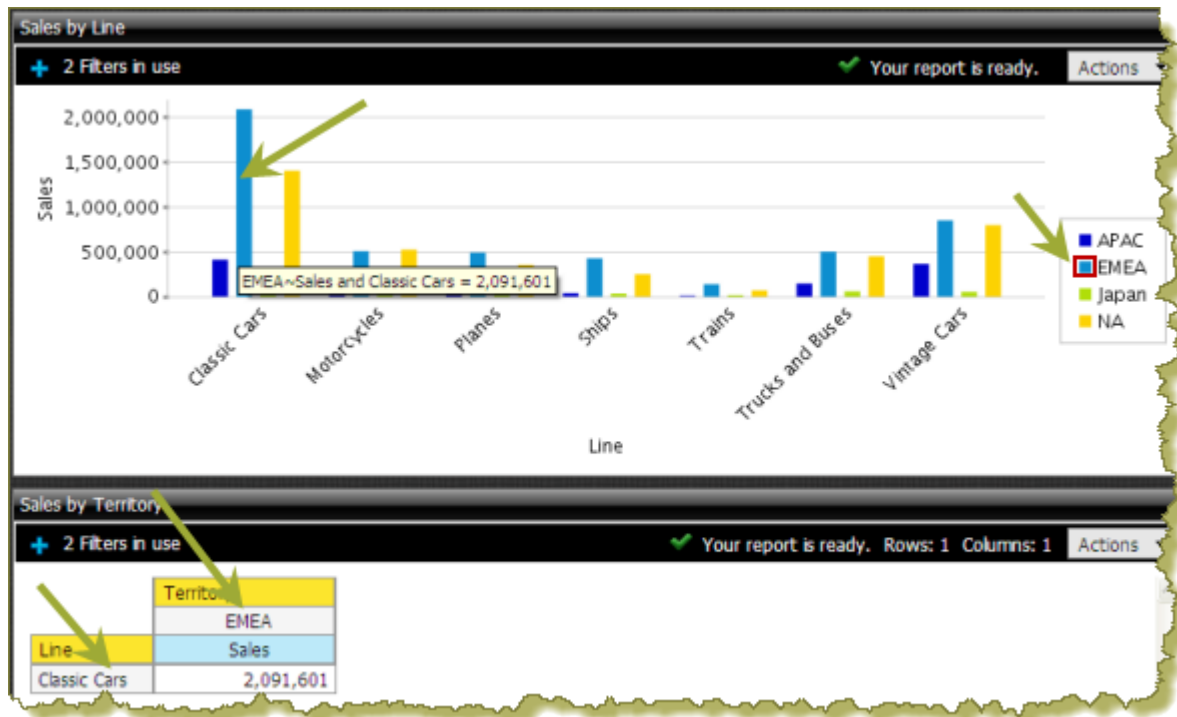 Sales by Line
2 Filters in use
Your report is ready.
Actions
2,000,000
1,500,000
1,000,000
500,000
0
Sales
EMEA~Sales and Classic Cars = 2,091,601
APAC
EMEA
Japan
NA
Classic Cars
Motorcycles
Planes
Ships
Trains
Trucks and Buses
Vintage Cars
Line
Sales by Territory
2 Filters in use
Your report is ready. Rows: 1 Columns: 1
Actions
Territory
EMEA
Line Sales
Classic Cars 2,091,601